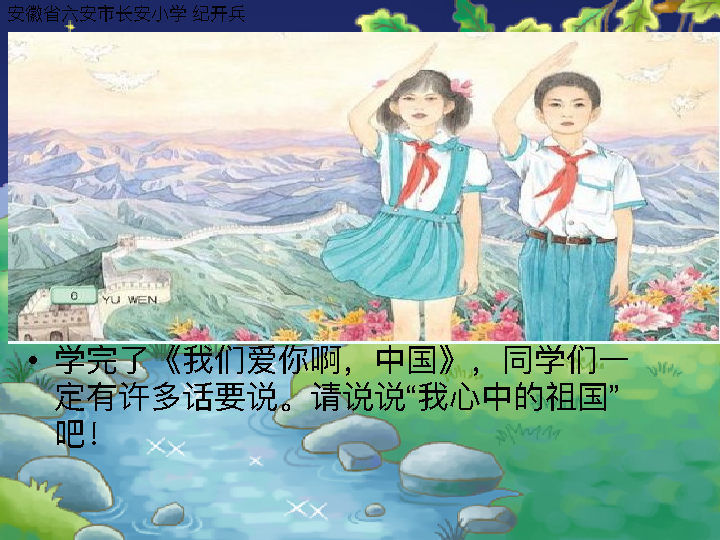 安徽省六安市长安小学 纪开兵
6 YU WEN
• 学完了《我们爱你啊，中国》，同学们一
定有许多话要说。请说说“我心中的祖国”
吧！